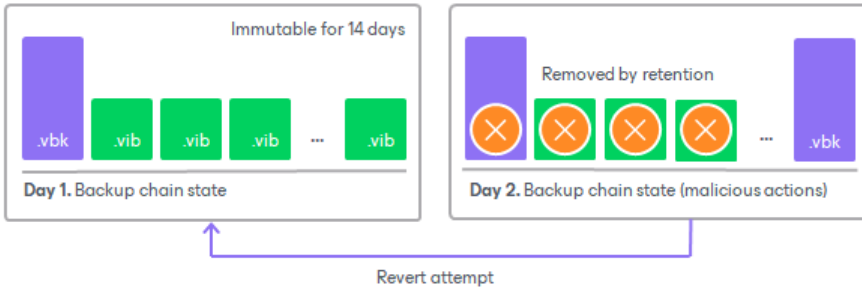 Immutable for 14 days
.vbk .vib .vib .vib ... .vib
Day 1. Backup chain state
Removed by retention
... .vbk
Day 2. Backup chain state (malicious actions)
Revert attempt